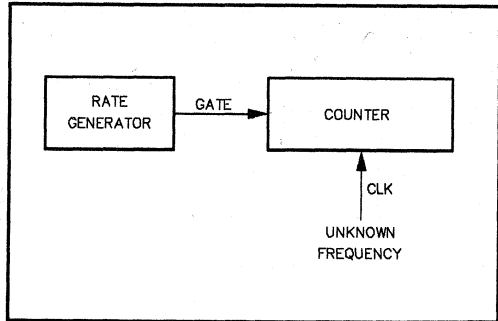 RATE
GENERATOR
GATE
COUNTER
CLK
UNKNOWN
FREQUENCY